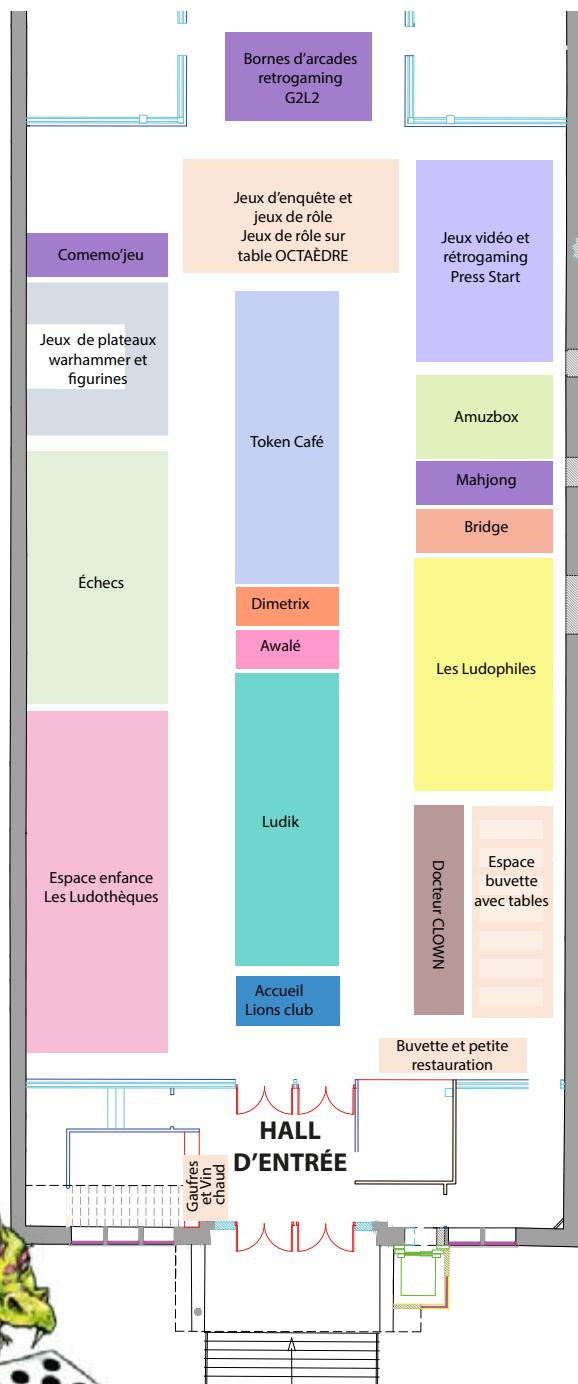 Bornes d'arcades
retrogaming
G2L2
Jeux d'enquête et
jeux de rôle
Jeux de rôle sur
table OCTAÈDRE
Jeux vidéo et
rétrogaming
Press Start
Comemo'jeu
Jeux de plateaux
warhammer et
figurines
Token Café
Amuzbox
Mahjong
Bridge
Échecs
Dimetrix
Awalé
Les Ludophiles
Ludik
Espace enfance
Les Ludothèques
Docteur CLOWN
Espace
buvette
avec tables
Accueil
Lions club
Buvette et petite
restauration
HALL
D'ENTRÉE
Gaufres
et Vin
chaud